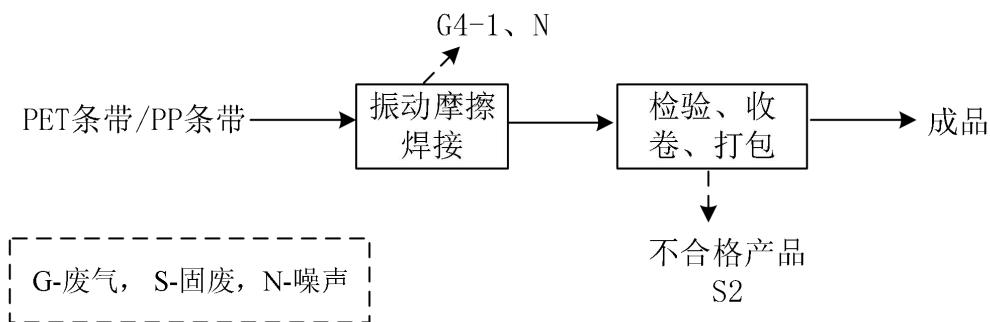 G4-1、N
PET条带/PP条带
振动摩擦
焊接
检验、收
卷、打包
成品
不合格产品
S2
G-废气，S-固废，N-噪声